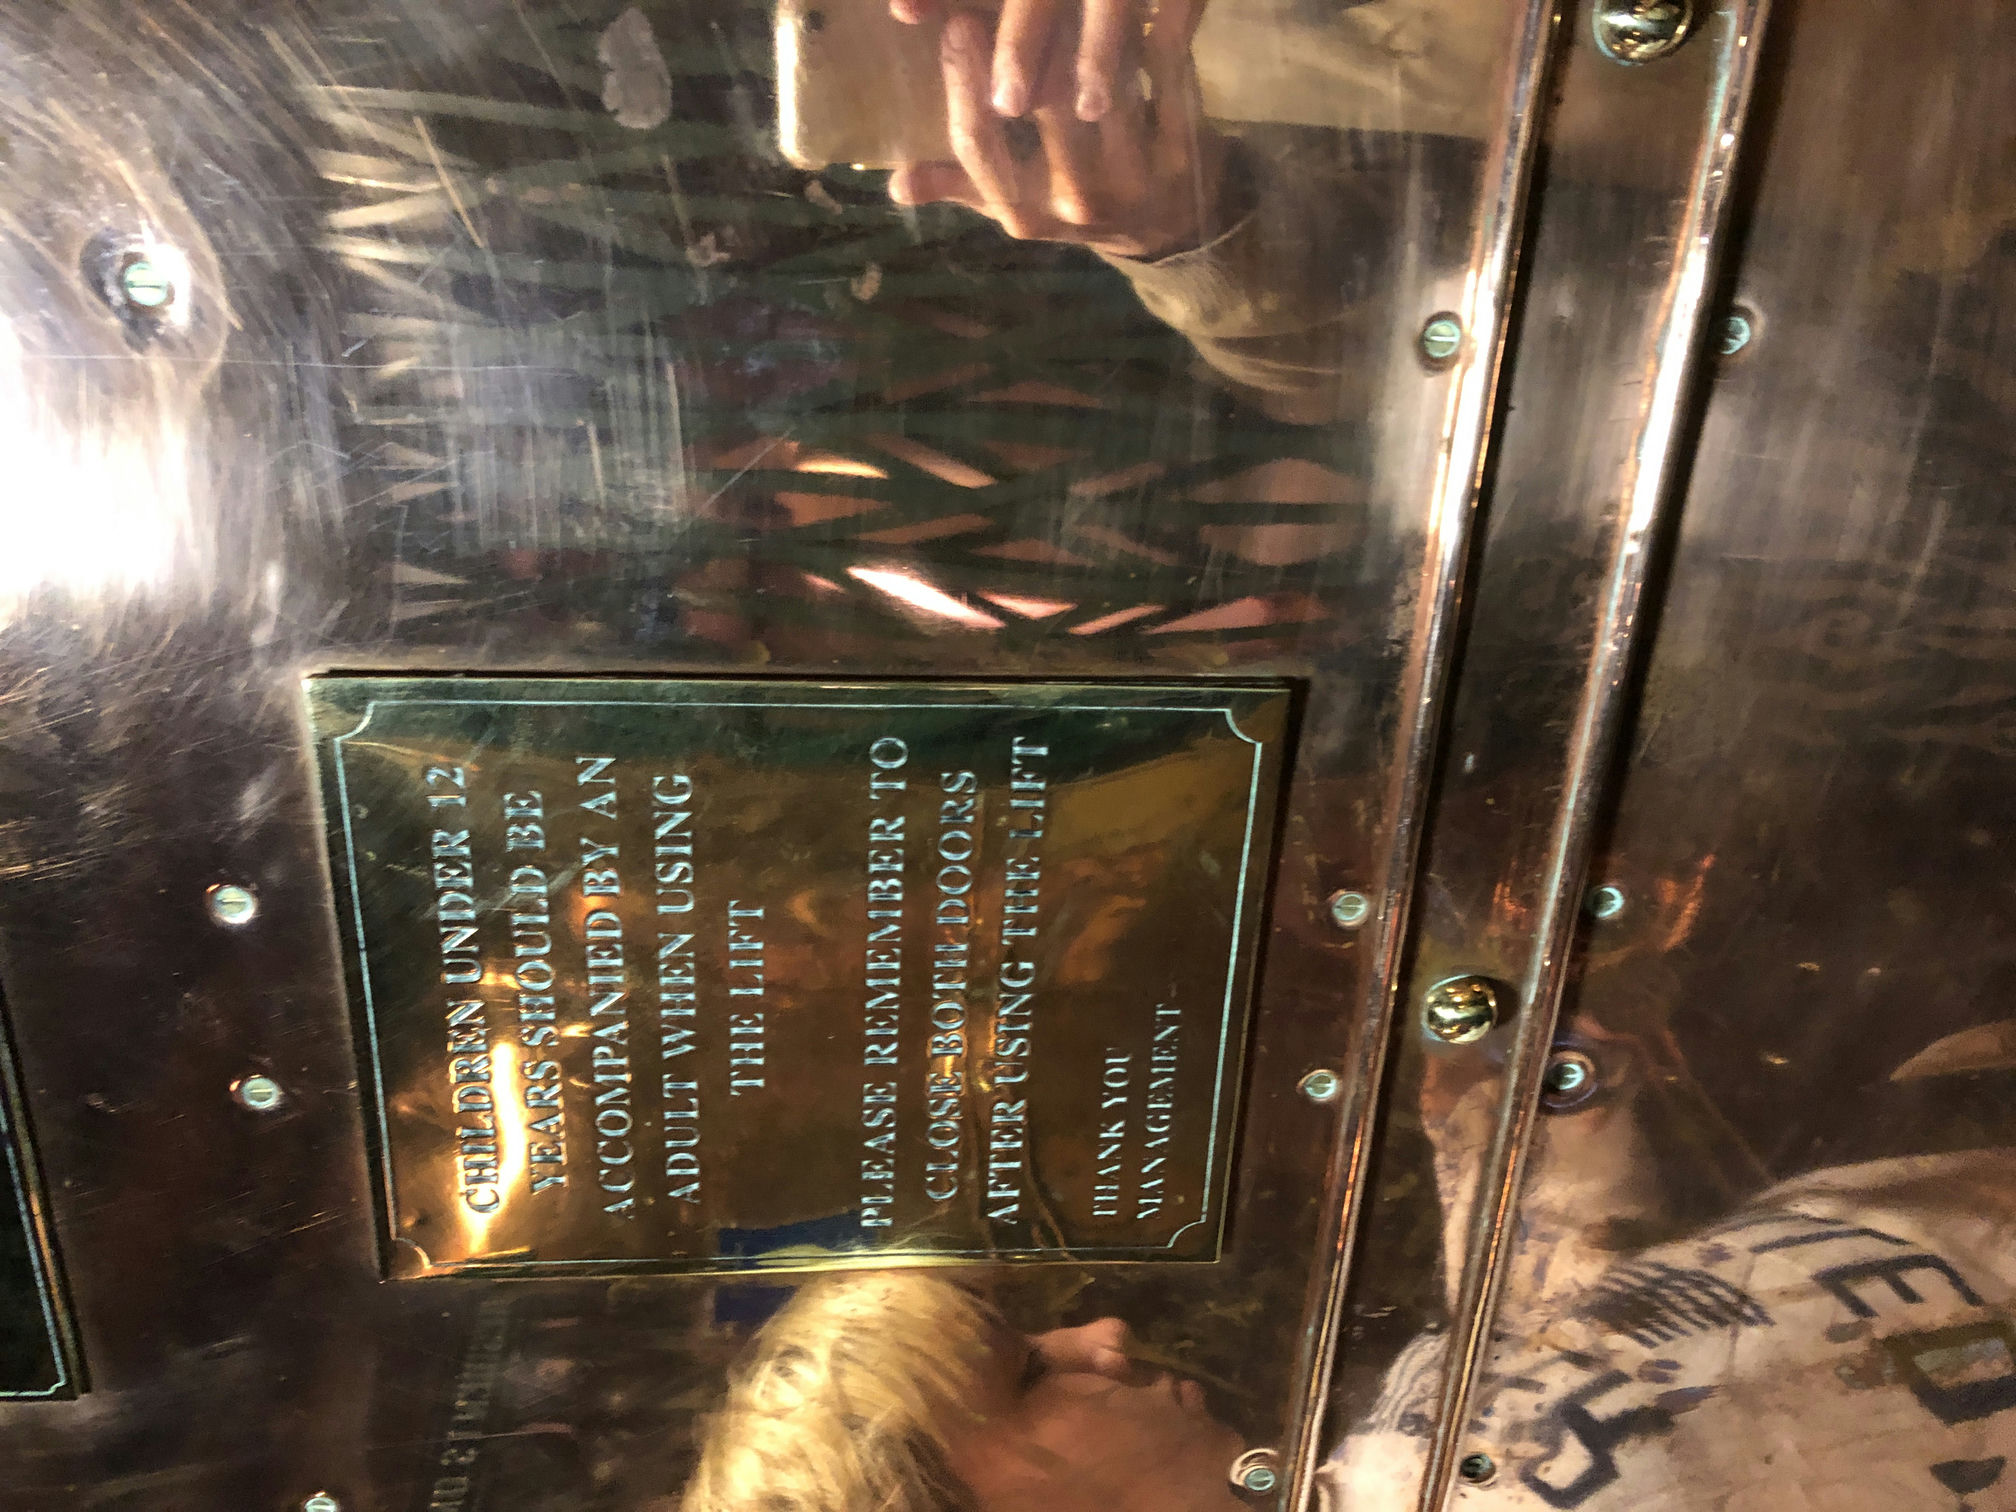 CHILDREN UNDER 12
YEARS SHOULD BE
ACCOMPANIED BY AN
ADULT WHEN USING
THE LIFT
PLEASE REMEMBER TO
CLOSE BOTH DOORS
AFTER USING THE LIFT
THANK YOU
MANAGEMENT